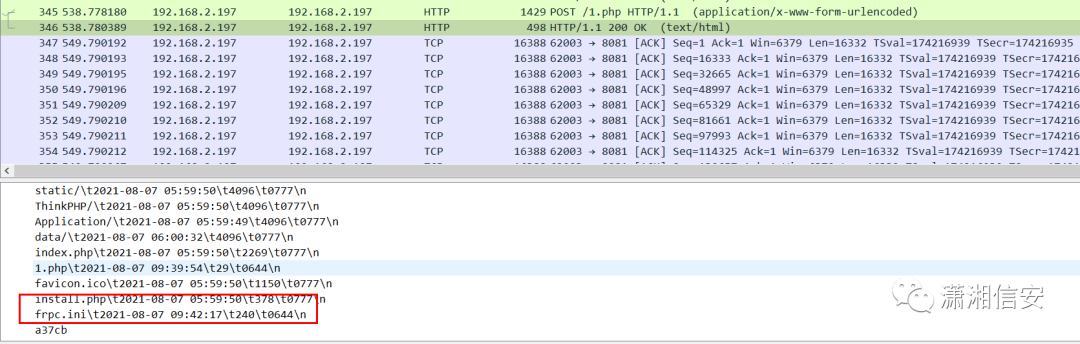 345 538.778180 192.168.2.197 192.168.2.197 HTTP 1429 POST /1.php HTTP/1.1 (application/x-www-form-urlencoded)
346 538.780389 192.168.2.197 192.168.2.197 HTTP 498 HTTP/1.1 200 OK (text/html)
347 549.790192 192.168.2.197 192.168.2.197 TCP 16388 62003 → 8081 [ACK] Seq=1 Ack=1 Win=6379 Len=16332 TSval=174216939 TSecr=174216935
348 549.790193 192.168.2.197 192.168.2.197 TCP 16388 62003 → 8081 [ACK] Seq=16333 Ack=1 Win=6379 Len=16332 TSval=174216939 TSecr=174216
349 549.790195 192.168.2.197 192.168.2.197 TCP 16388 62003 → 8081 [ACK] Seq=32665 Ack=1 Win=6379 Len=16332 TSval=174216939 TSecr=174216
350 549.790196 192.168.2.197 192.168.2.197 TCP 16388 62003 → 8081 [ACK] Seq=48997 Ack=1 Win=6379 Len=16332 TSval=174216939 TSecr=174216
351 549.790209 192.168.2.197 192.168.2.197 TCP 16388 62003 → 8081 [ACK] Seq=65329 Ack=1 Win=6379 Len=16332 TSval=174216939 TSecr=174216
352 549.790210 192.168.2.197 192.168.2.197 TCP 16388 62003 → 8081 [ACK] Seq=81661 Ack=1 Win=6379 Len=16332 TSval=174216939 TSecr=174216
353 549.790211 192.168.2.197 192.168.2.197 TCP 16388 62003 → 8081 [ACK] Seq=97993 Ack=1 Win=6379 Len=16332 TSval=174216939 TSecr=174216
354 549.790212 192.168.2.197 192.168.2.197 TCP 16388 62003 → 8081 [ACK] Seq=114325 Ack=1 Win=6379 Len=16332 TSval=174216939 TSecr=17421
static/\t2021-08-07 05:59:50\t4096\t0777\n
ThinkPHP/\t2021-08-07 05:59:50\t4096\t0777\n
Application/\t2021-08-07 05:59:49\t4096\t0777\n
data/\t2021-08-07 06:00:32\t4096\t0777\n
index.php\t2021-08-07 05:59:50\t2269\t0777\n
1.php\t2021-08-07 09:39:54\t29\t0644\n
favicon.ico\t2021-08-07 05:59:50\t1150\t0777\n
install.php\t2021-08-07 05:59:50\t378\t0777\n
frpc.ini\t2021-08-07 09:42:17\t240\t0644\n
a37cb
潇湘信安